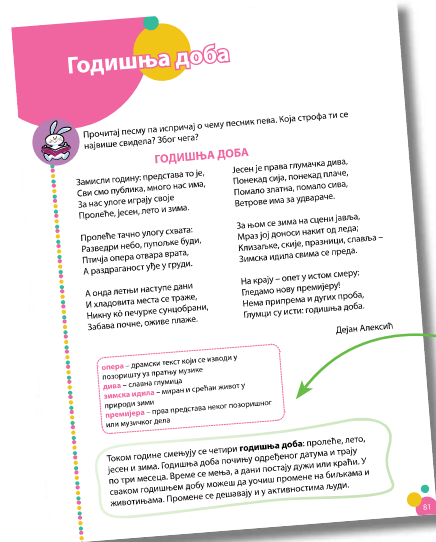 Годишња доба
Прочитај песму па испричај о чему песник пева. Која строфа ти се
највише свидела? Због чега?
ГОДИШЊА ДОБА
Замисли годину: представа то је,
Сви смо публика, много нас има,
За нас улоге играју своје
Пролеће, јесен, лето и зима.
Пролеће тачно улогу схвата:
Разведри небо, пупољке буди,
Птичја опера отвара врата,
А раздраганост уђе у груди.
А онда летњи наступе дани
И хладовита места се траже,
Никну кô печурке сунцобрани,
Забава почне, оживе плаже.
Јесен је права глумачка дива,
Понекад сија, понекад плаче,
Помало златна, помало сива,
Ветрове има за ударaче.
За њом се зима на сцени јавља,
Мраз јој доноси накит од леда;
Клизаљке, скије, празници, славља –
Зимска идила свима се преда.
На крају – опет у истом смеру:
Гледамо нову премијеру!
Нема припрема и дугих проба,
Глумци су исти: годишња доба.
Дејан Алексић
опера – драмски текст који се изводи у
позоришту уз пратњу музике
дива – славна глумица
зимска идила – миран и срећан живот у
природи зими
премијера – прва представа неког позоришног
или музичког дела
Током године смењују се четири годишња доба: пролеће, лето,
јесен и зима. Годишња доба почињу одређеног датума и трају
по три месеца. Време се мења, а дани постају дужи или краћи. У
сваком годишњем добу можеш да уочиш промене на биљкама и
животињама. Промене се дешавају и у активностима људи.
81